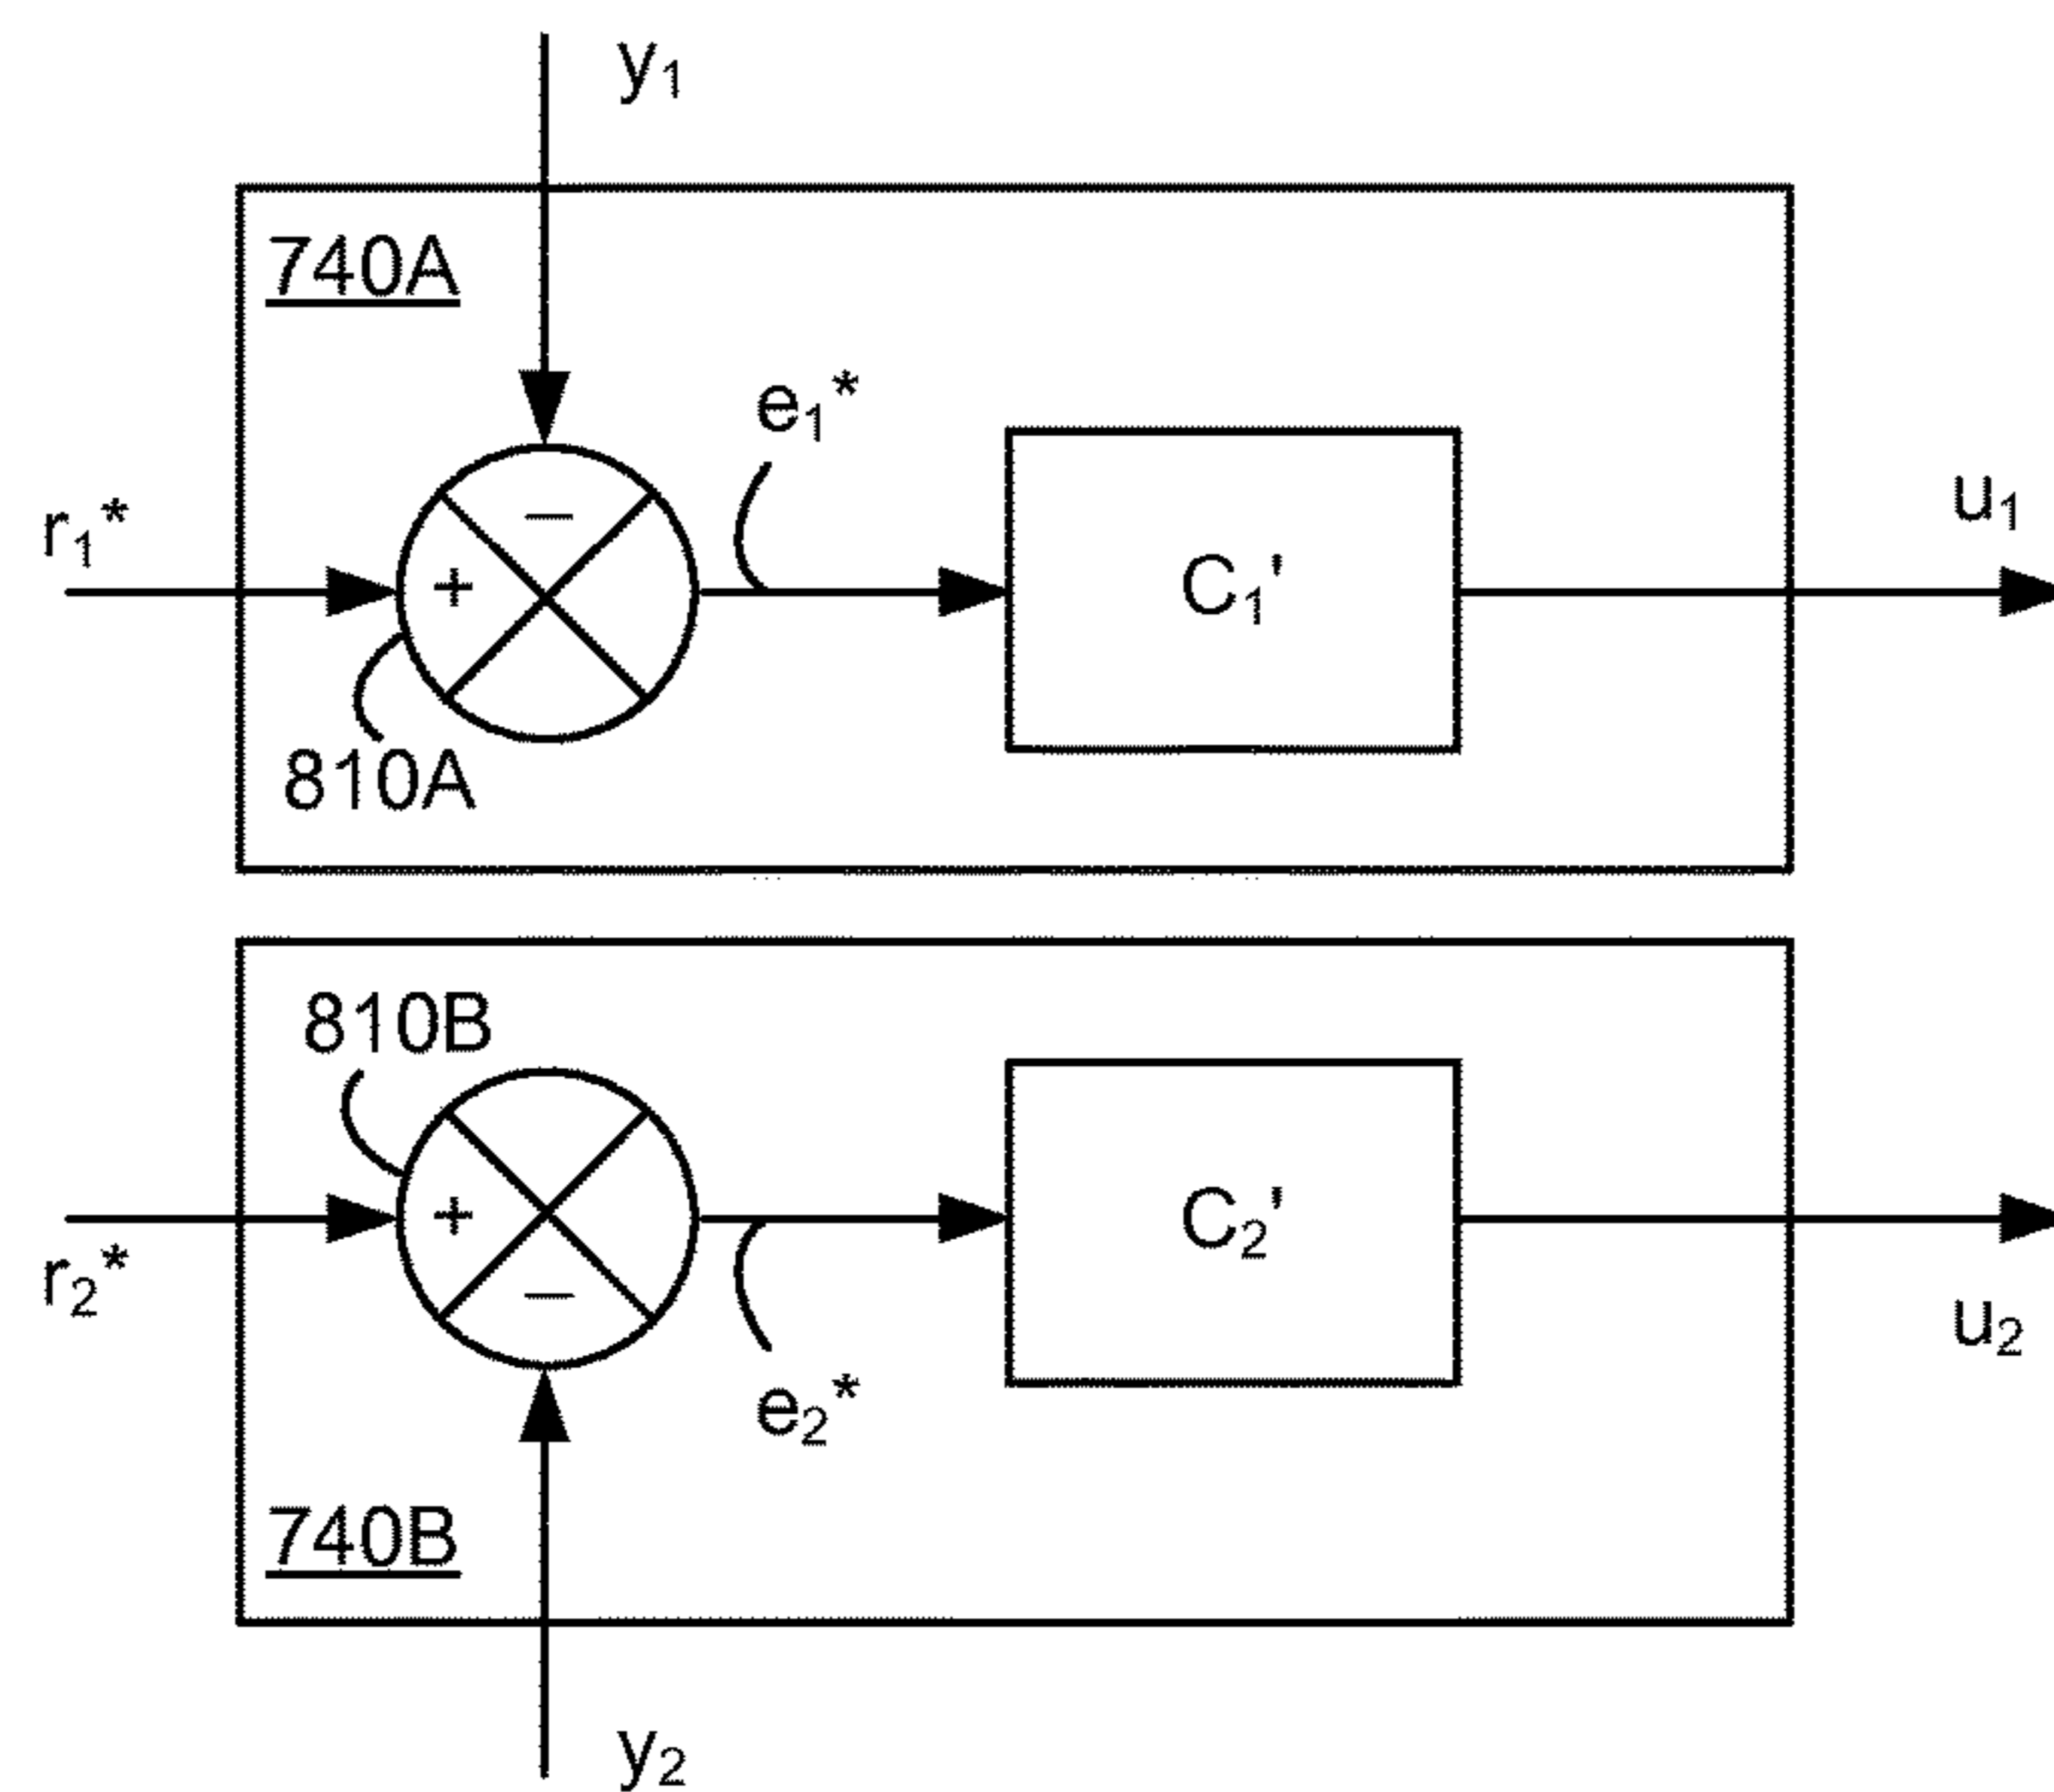 y₁
740A
e₁*
r₁*
−
+
C₁'
u₁
810A
810B
r₂*
+
−
C₂'
u₂
e₂*
740B
y₂